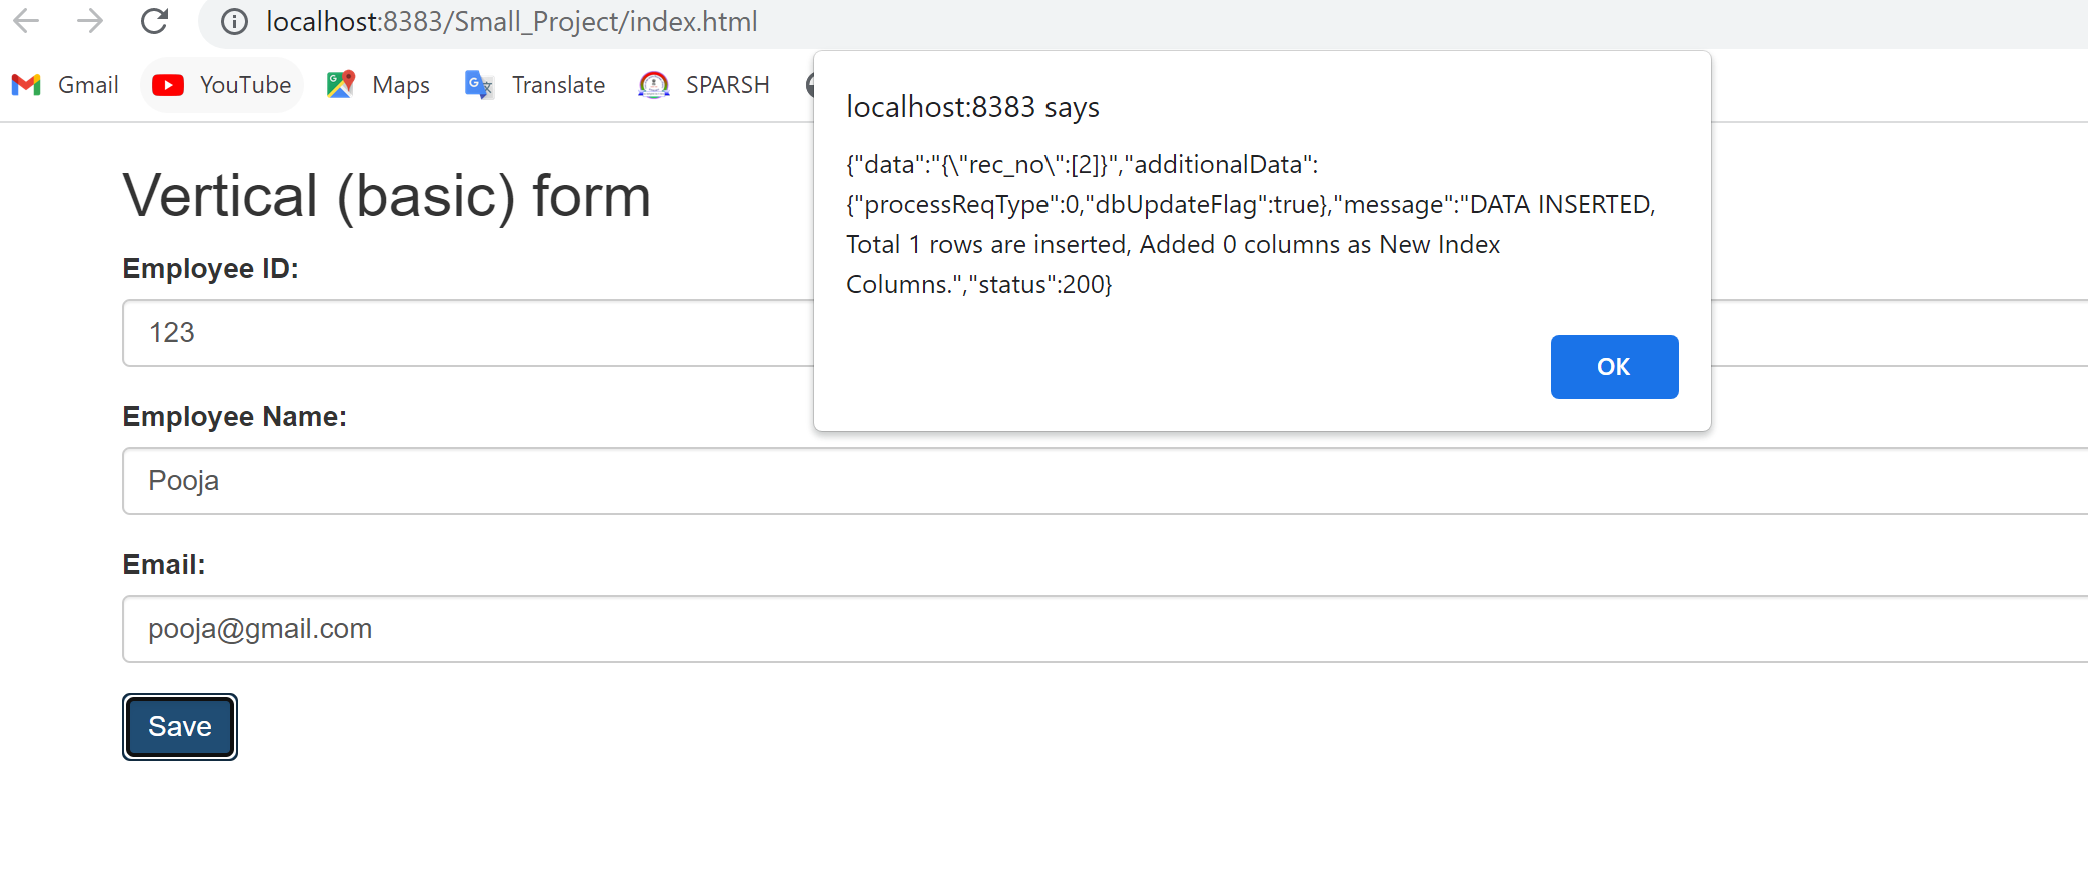 localhost:8383/Small_Project/index.html
Gmail YouTube Maps Translate SPARSH
localhost:8383 says
{"data":"{\"rec_no\":[2]}","additionalData":
{"processReqType":0,"dbUpdateFlag":true},"message":"DATA INSERTED,
Total 1 rows are inserted, Added 0 columns as New Index
Columns.","status":200}
OK
Vertical (basic) form
Employee ID:
123
Employee Name:
Pooja
Email:
pooja@gmail.com
Save